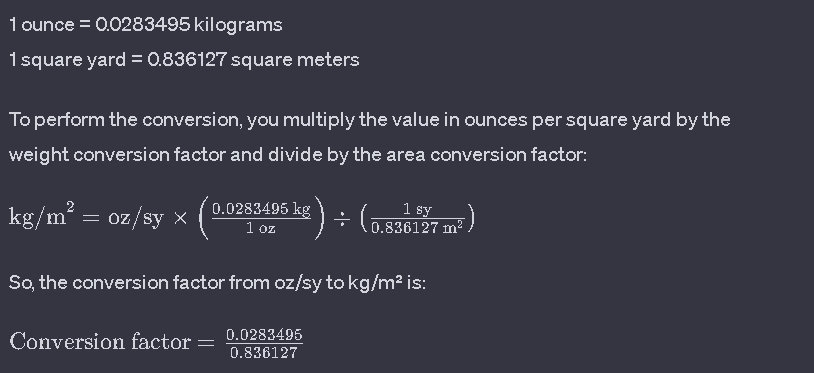 1 ounce = 0.0283495 kilograms
1 square yard = 0.836127 square meters
To perform the conversion, you multiply the value in ounces per square yard by the
weight conversion factor and divide by the area conversion factor:
kg/m² = oz/sy × (0.0283495 kg / 1 oz) ÷ (1 sy / 0.836127 m²)
So, the conversion factor from oz/sy to kg/m² is:
Conversion factor = 0.0283495 / 0.836127